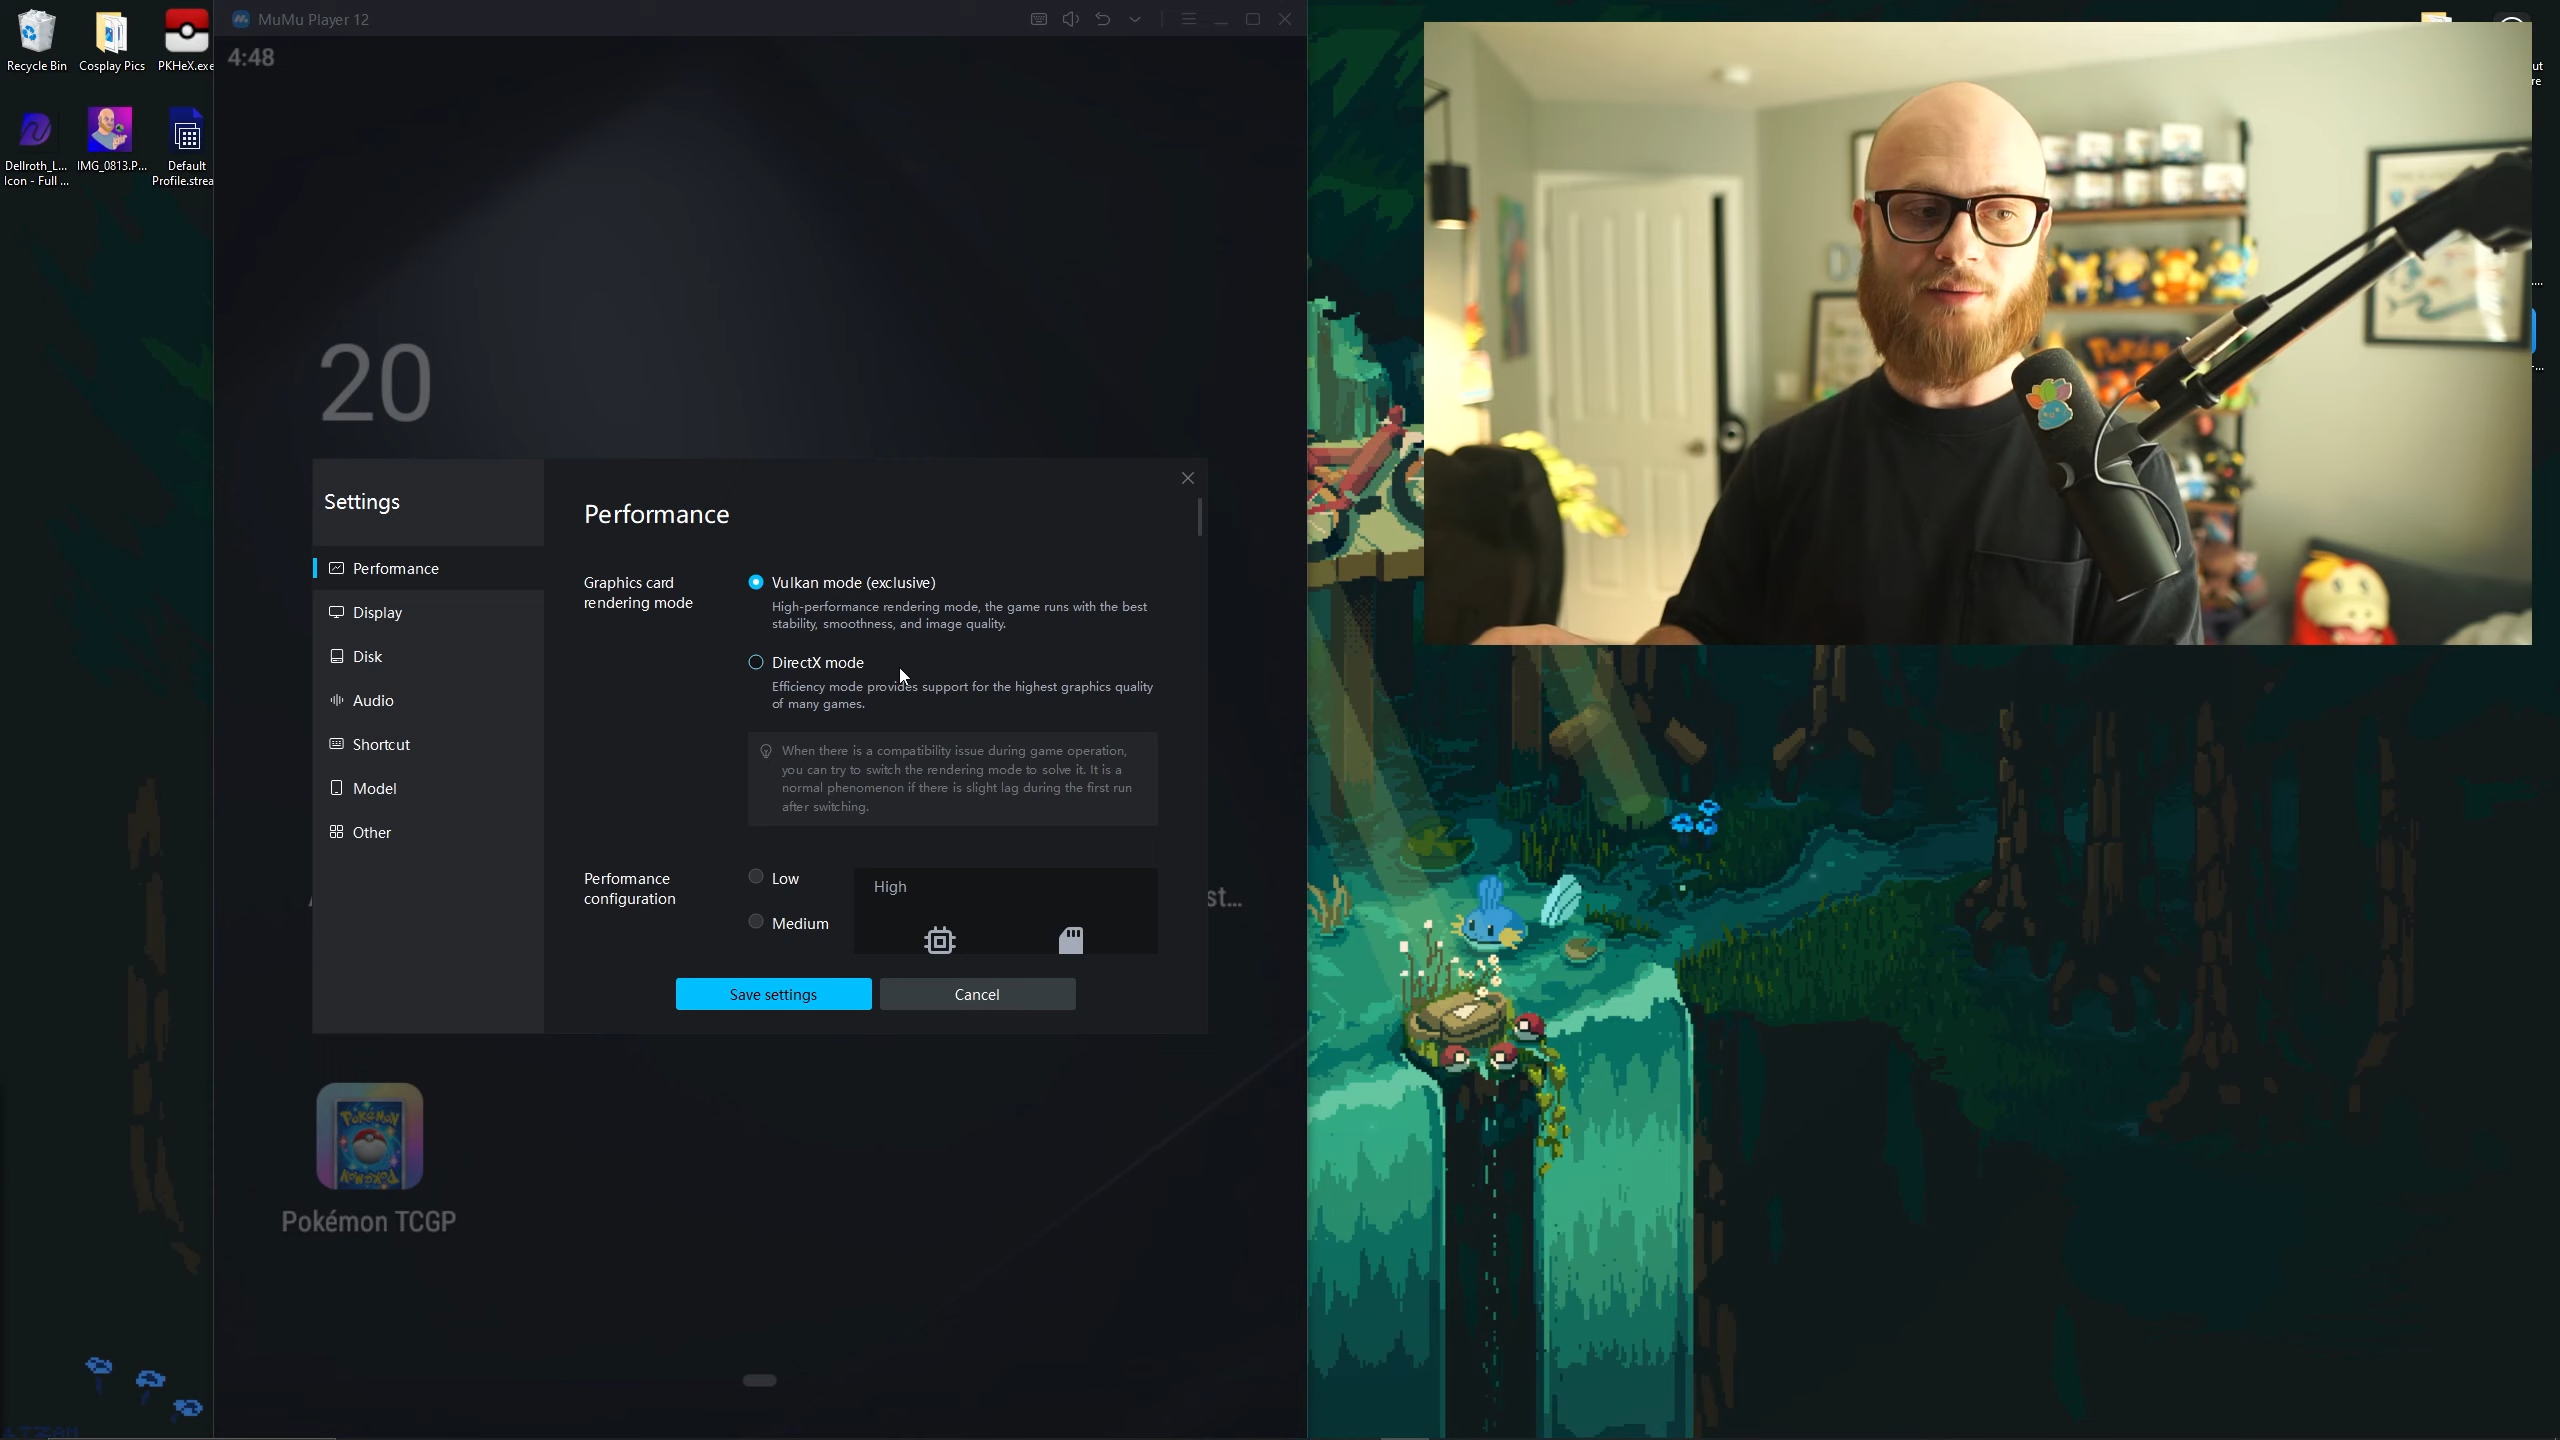 Recycle Bin
Cosplay Pics
PKHeX.exe
Dellroth_L...
Icon - Full ...
IMG_0813.P...
Default
Profile.strea
MuMu Player 12
4:48
20
Settings
Performance
Display
Disk
Audio
Shortcut
Model
Other
Performance
Graphics card
rendering mode
Vulkan mode (exclusive)
High-performance rendering mode, the game runs with the best
stability, smoothness, and image quality.
DirectX mode
Efficiency mode provides support for the highest graphics quality
of many games.
When there is a compatibility issue during game operation,
you can try to switch the rendering mode to solve it. It is a
normal phenomenon if there is slight lag during the first run
after switching.
Performance
configuration
Low
Medium
High
Save settings
Cancel
st...
Pokémon TCGP
ut
re